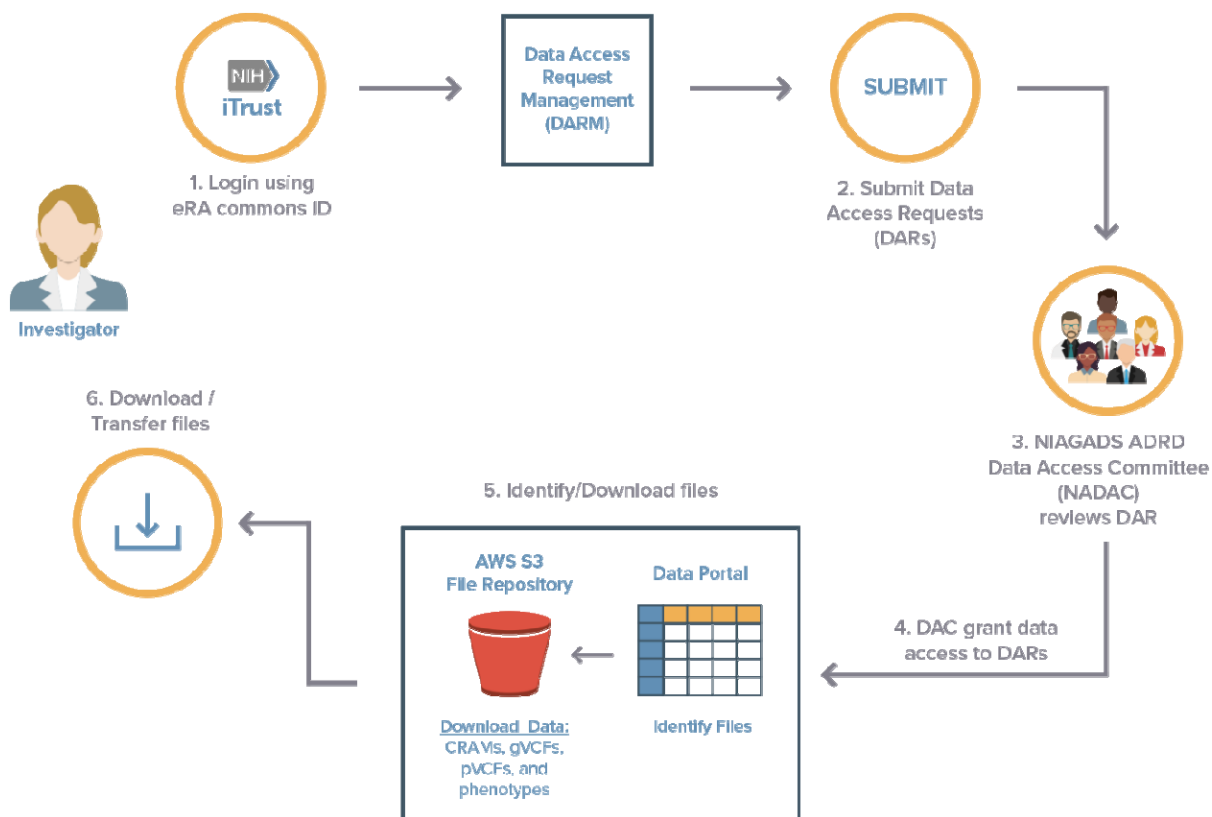 NIH
iTrust
1. Login using
eRA commons ID
Data Access
Request
Management
(DARM)
SUBMIT
2. Submit Data
Access Requests
(DARs)
Investigator
3. NIAGADS ADRD
Data Access Committee
(NADAC)
reviews DAR
4. DAC grant data
access to DARs
5. Identify/Download files
Data Portal
Identify Files
AWS S3
File Repository
Download Data:
CRAMs, gVCFs,
pVCFs, and
phenotypes
6. Download /
Transfer files